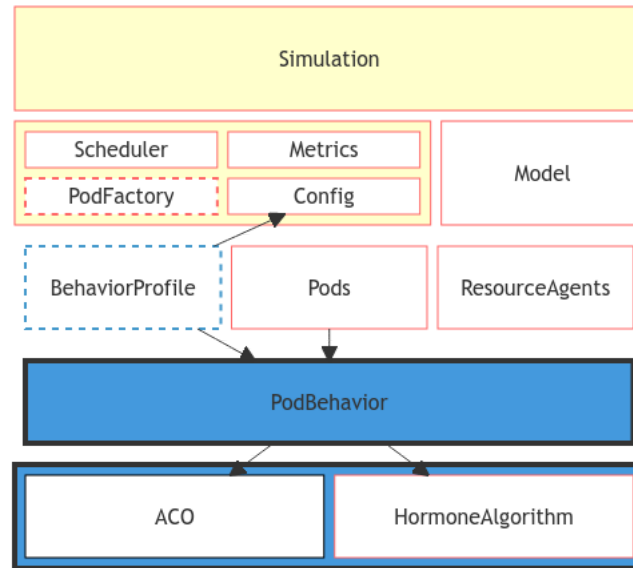 Simulation
Scheduler
Metrics
Model
PodFactory
Config
BehaviorProfile
Pods
ResourceAgents
PodBehavior
ACO
HormoneAlgorithm